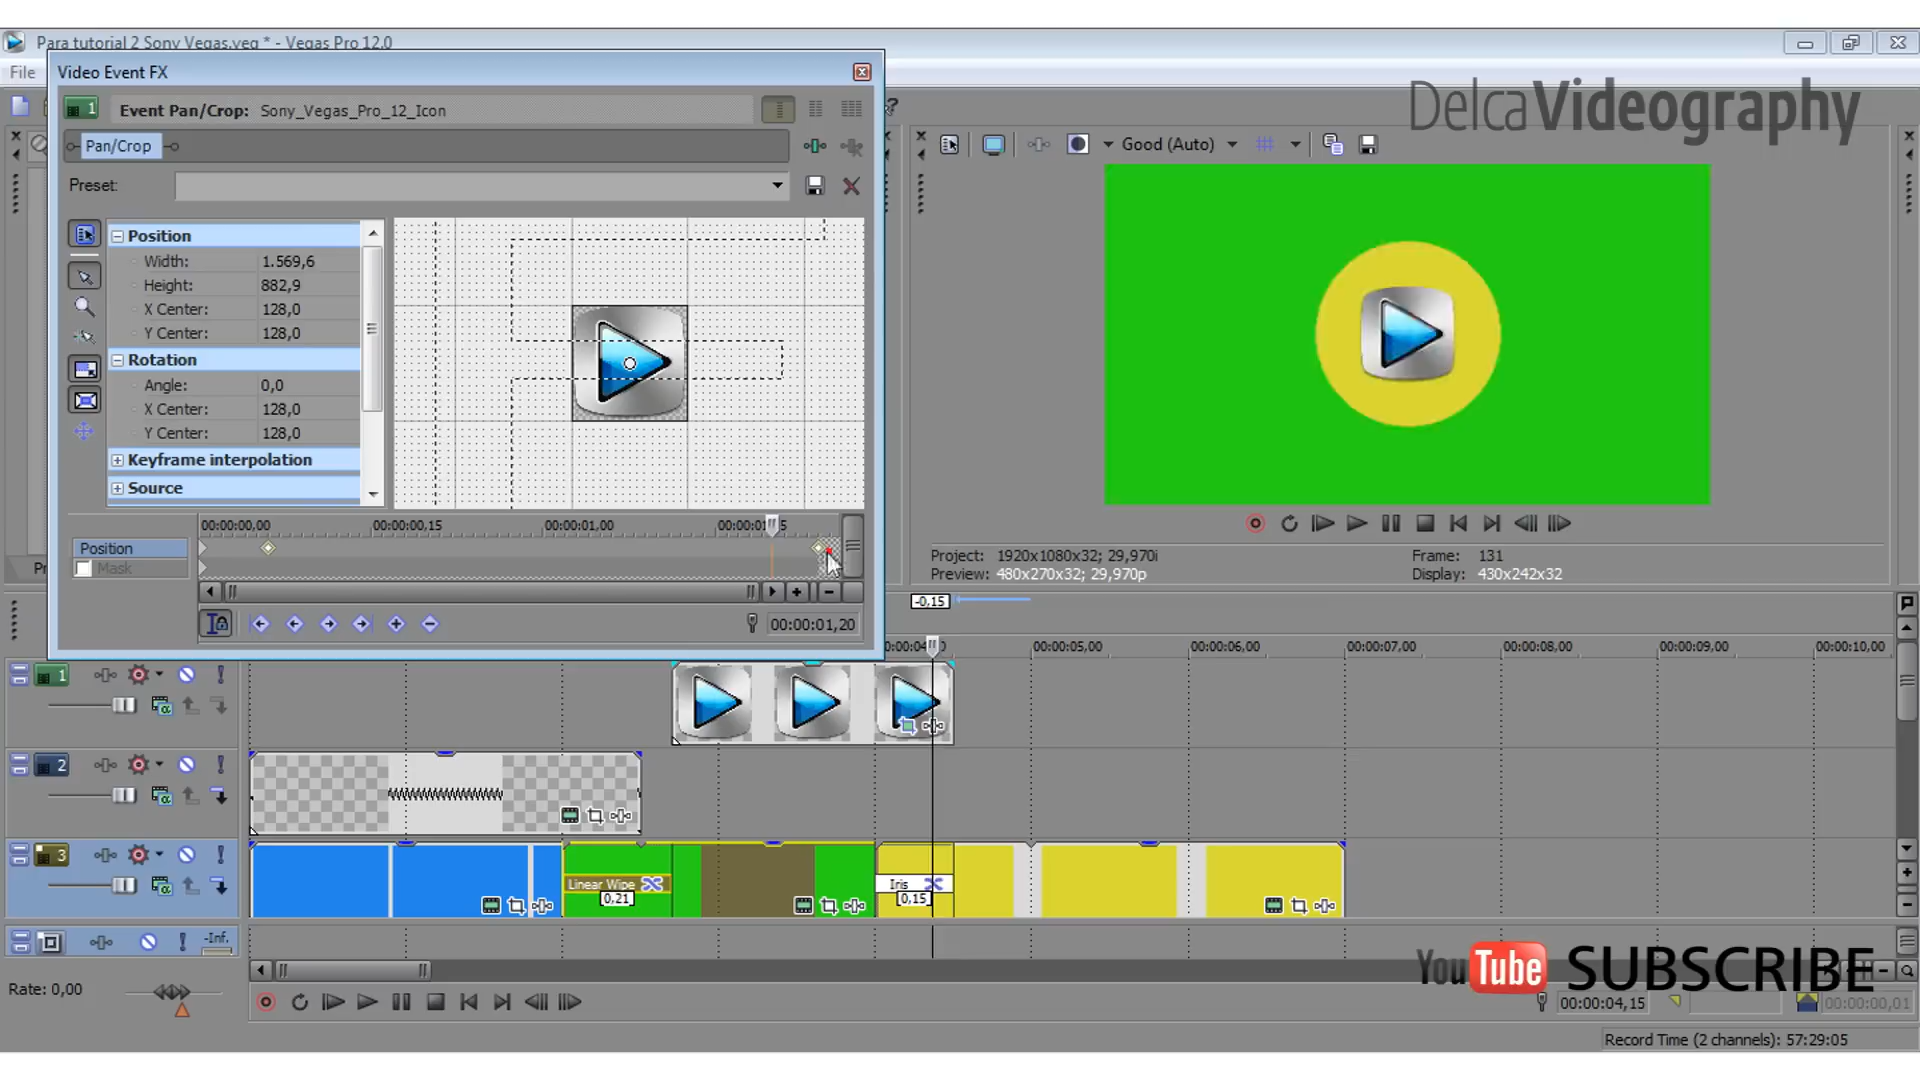 Para tutorial 2 Sony Vegas.veg * - Vegas Pro 12.0
File
Video Event FX
1
Event Pan/Crop: Sony_Vegas_Pro_12_Icon
?
DelcaVideography
Pan/Crop
Good (Auto)
Preset:
Position
Width: 1.569,6
Height: 882,9
X Center: 128,0
Y Center: 128,0
Rotation
Angle: 0,0
X Center: 128,0
Y Center: 128,0
Keyframe interpolation
Source
00:00:00,00 00:00:00,15 00:00:01,00
Position
Mask
00:00:01,20
Project: 1920x1080x32; 29,970i
Frame: 131
Preview: 480x270x32; 29,970p
Display: 430x242x32
-0,15
00:00:05,00 00:00:06,00 00:00:07,00 00:00:08,00 00:00:09,00 00:00:10,00
1
2
3
Linear Wipe
0,21
Iris
0,15
-Inf.
Rate: 0,00
YouTube SUBSCRIBE
00:00:04,15
00:00:00,01
Record Time (2 channels): 57:29:05